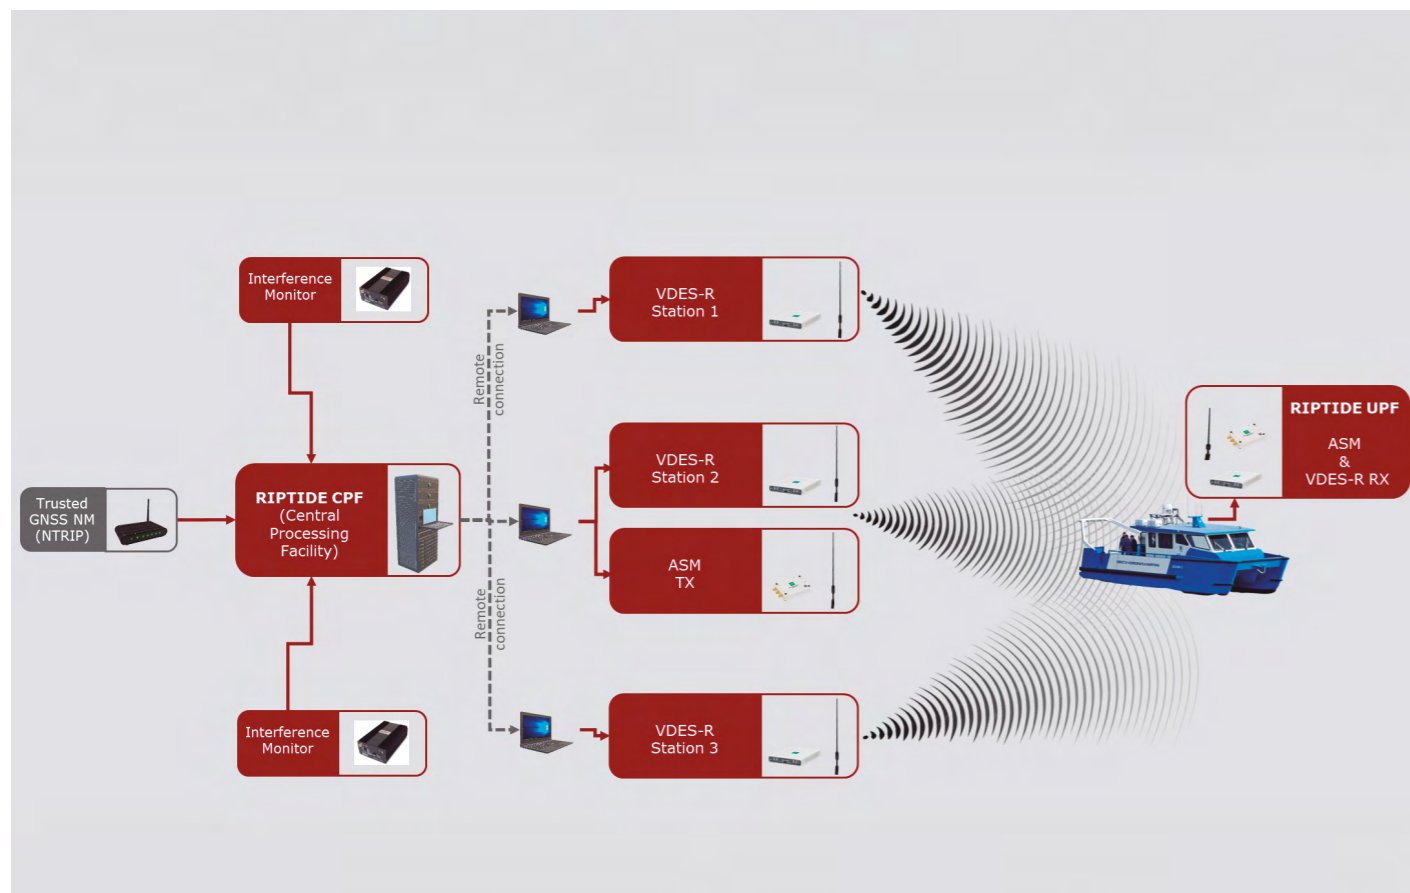 Interference
Monitor
Trusted
GNSS NM
(NTRIP)
RIPTIDE CPF
(Central
Processing
Facility)
Interference
Monitor
Remote
connection
Remote
connection
VDES-R
Station 1
VDES-R
Station 2
ASM
TX
VDES-R
Station 3
RIPTIDE UPF
ASM
&
VDES-R RX